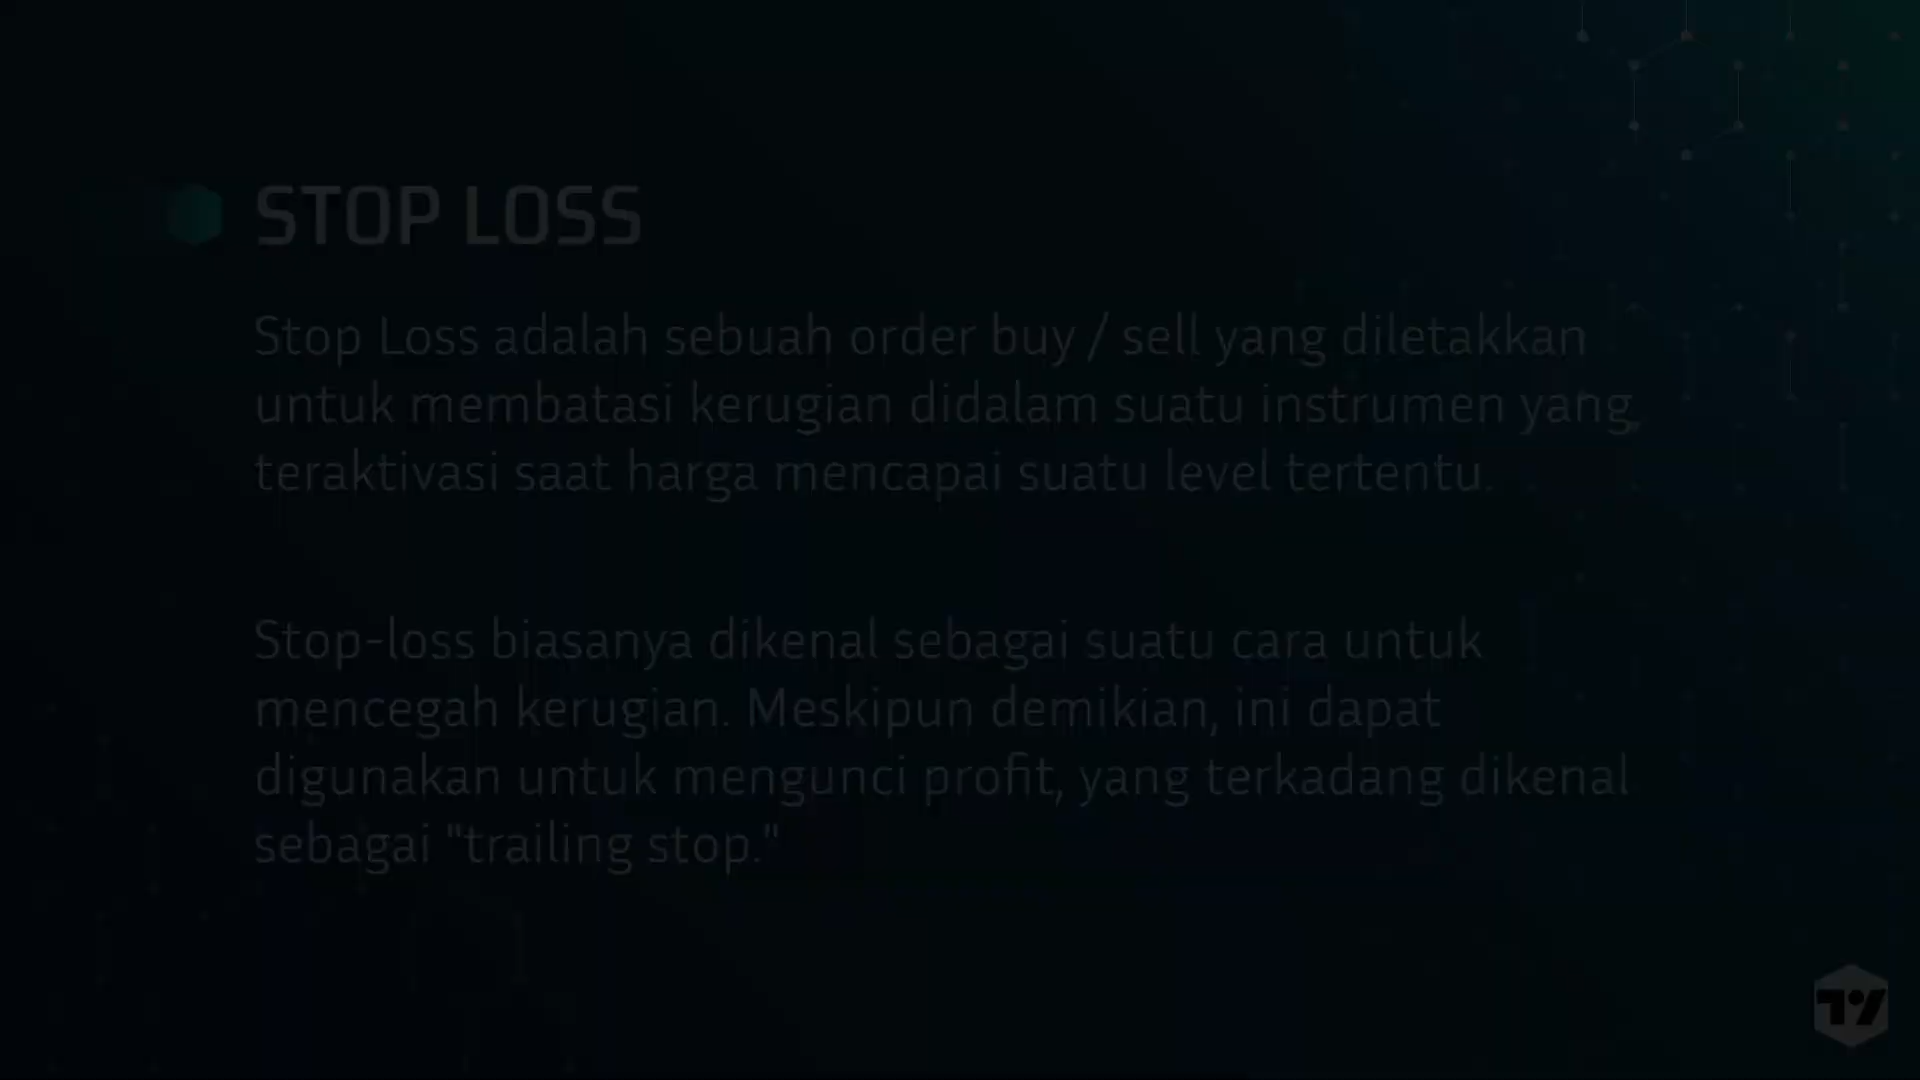 STOP LOSS
Stop Loss adalah sebuah order buy / sell yang diletakkan
untuk membatasi kerugian didalam suatu instrumen yang
teraktivasi saat harga mencapai suatu level tertentu.
Stop-loss biasanya dikenal sebagai suatu cara untuk
mencegah kerugian. Meskipun demikian, ini dapat
digunakan untuk mengunci profit, yang terkadang dikenal
sebagai "trailing stop."